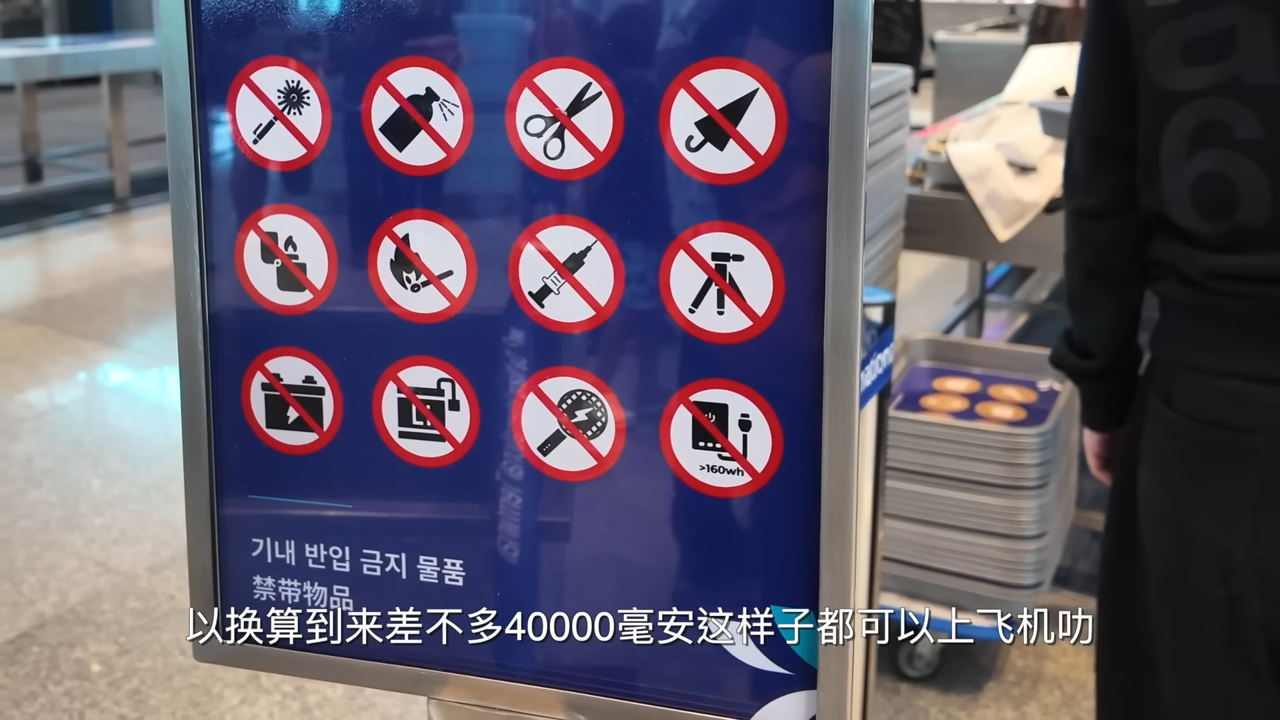 >160wh
기내 반입 금지 물품
禁带物品
以换算到来差不多40000毫安这样子都可以上飞机叻
national
a
6